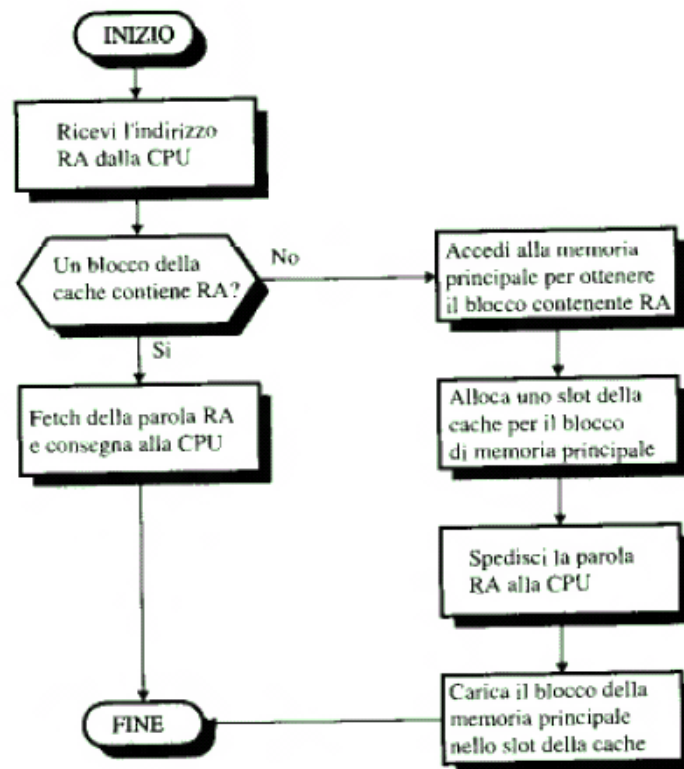 INIZIO
Ricevi l'indirizzo
RA dalla CPU
Un blocco della
cache contiene RA?
No
Si
Fetch della parola RA
e consegna alla CPU
Accedi alla memoria
principale per ottenere
il blocco contenente RA
Alloca uno slot della
cache per il blocco
di memoria principale
Spedisci la parola
RA alla CPU
Carica il blocco della
memoria principale
nello slot della cache
FINE